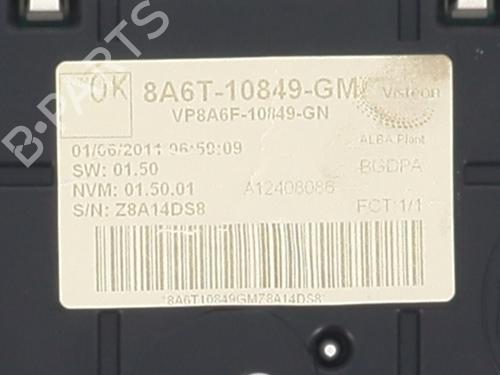 B-PARTS
OK 8A6T-10849-GM Visteon
VP8A6F-10849-GN
ALBA Plant
01/06/2011 06:50:09
SW: 01.50 BGDPA
NVM: 01.50.01 A12408086
S/N: Z8A14DS8 FCT:1/1
*8A6T10849GMZ8A14DS8*